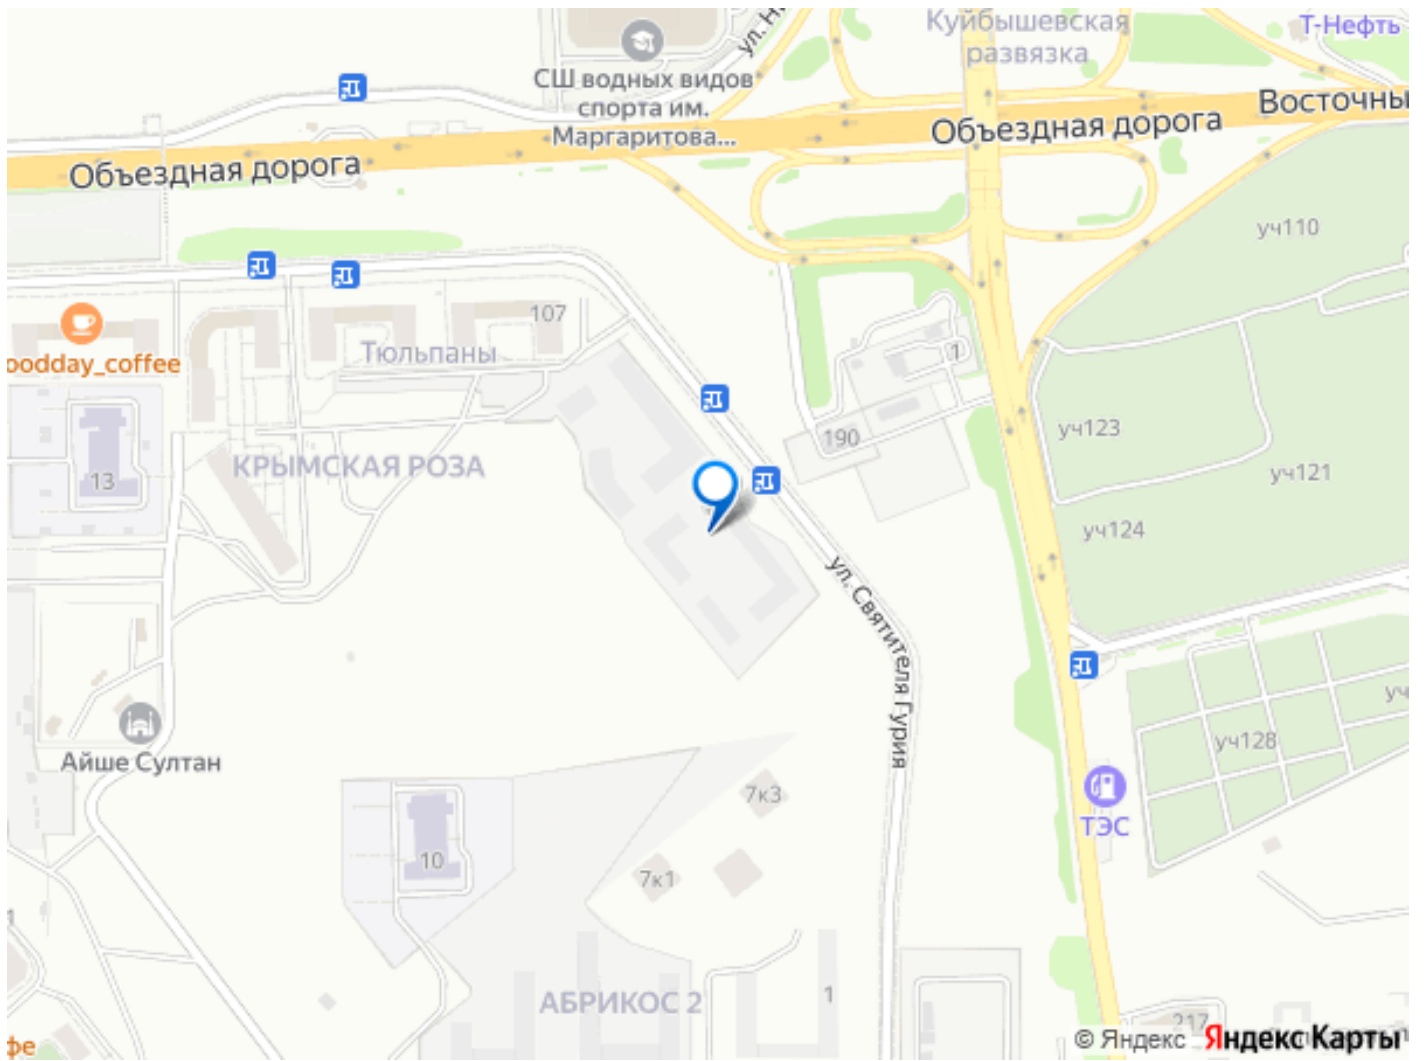 Куйбышевская
развязка
Т-Нефть
СШ водных видов
спорта им.
Маргаритова...
Восточны
Объездная дорога
Объездная дорога
уч110
107
Тюльпаны
oodday_coffee
1
уч123
190
КРЫМСКАЯ РОЗА
13
уч121
уч124
ул. Святителя Гурия
Айше Султан
уч128
7к3
ТЭС
10
7к1
АБРИКОС 2
1
217
фе
© Яндекс Яндекс Карты